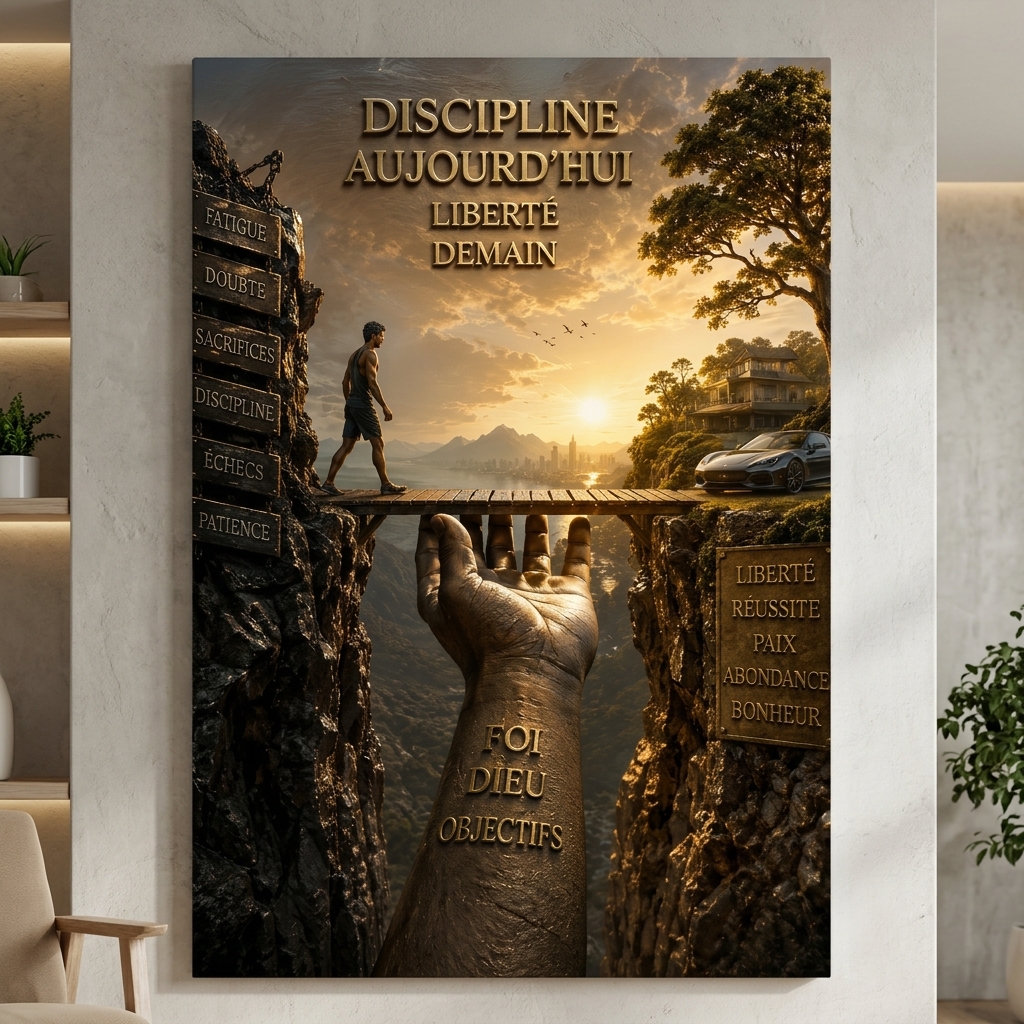 DISCIPLINE
AUJOURD'HUI
LIBERTÉ
DEMAIN
FATIGUE
DOUBTE
SACRIFICES
DISCIPLINE
ÉCHECS
PATIENCE
LIBERTÉ
RÉUSSITE
PAIX
ABONDANCE
BONHEUR
FOI
DIEU
OBJECTIFS